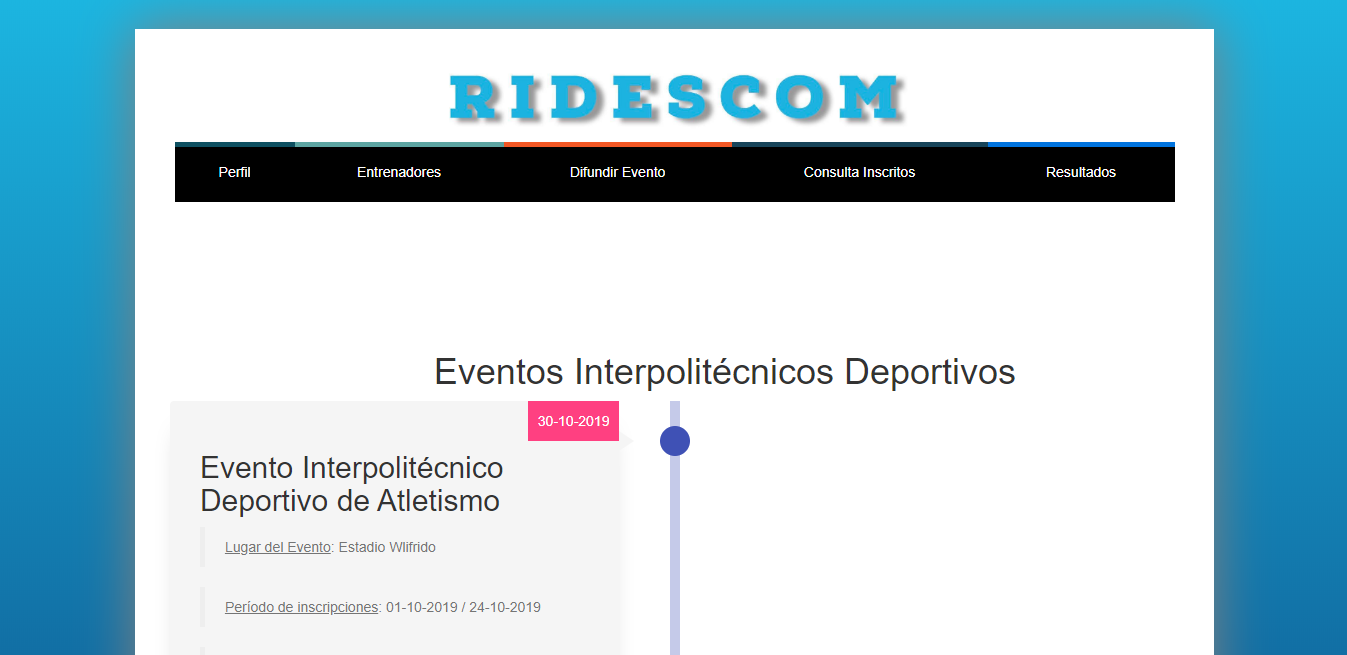 RIDESCOM
Perfil
Entrenadores
Difundir Evento
Consulta Inscritos
Resultados
Eventos Interpolitécnicos Deportivos
30-10-2019
Evento Interpolitécnico
Deportivo de Atletismo
Lugar del Evento: Estadio Wlifrido
Período de inscripciones: 01-10-2019 / 24-10-2019